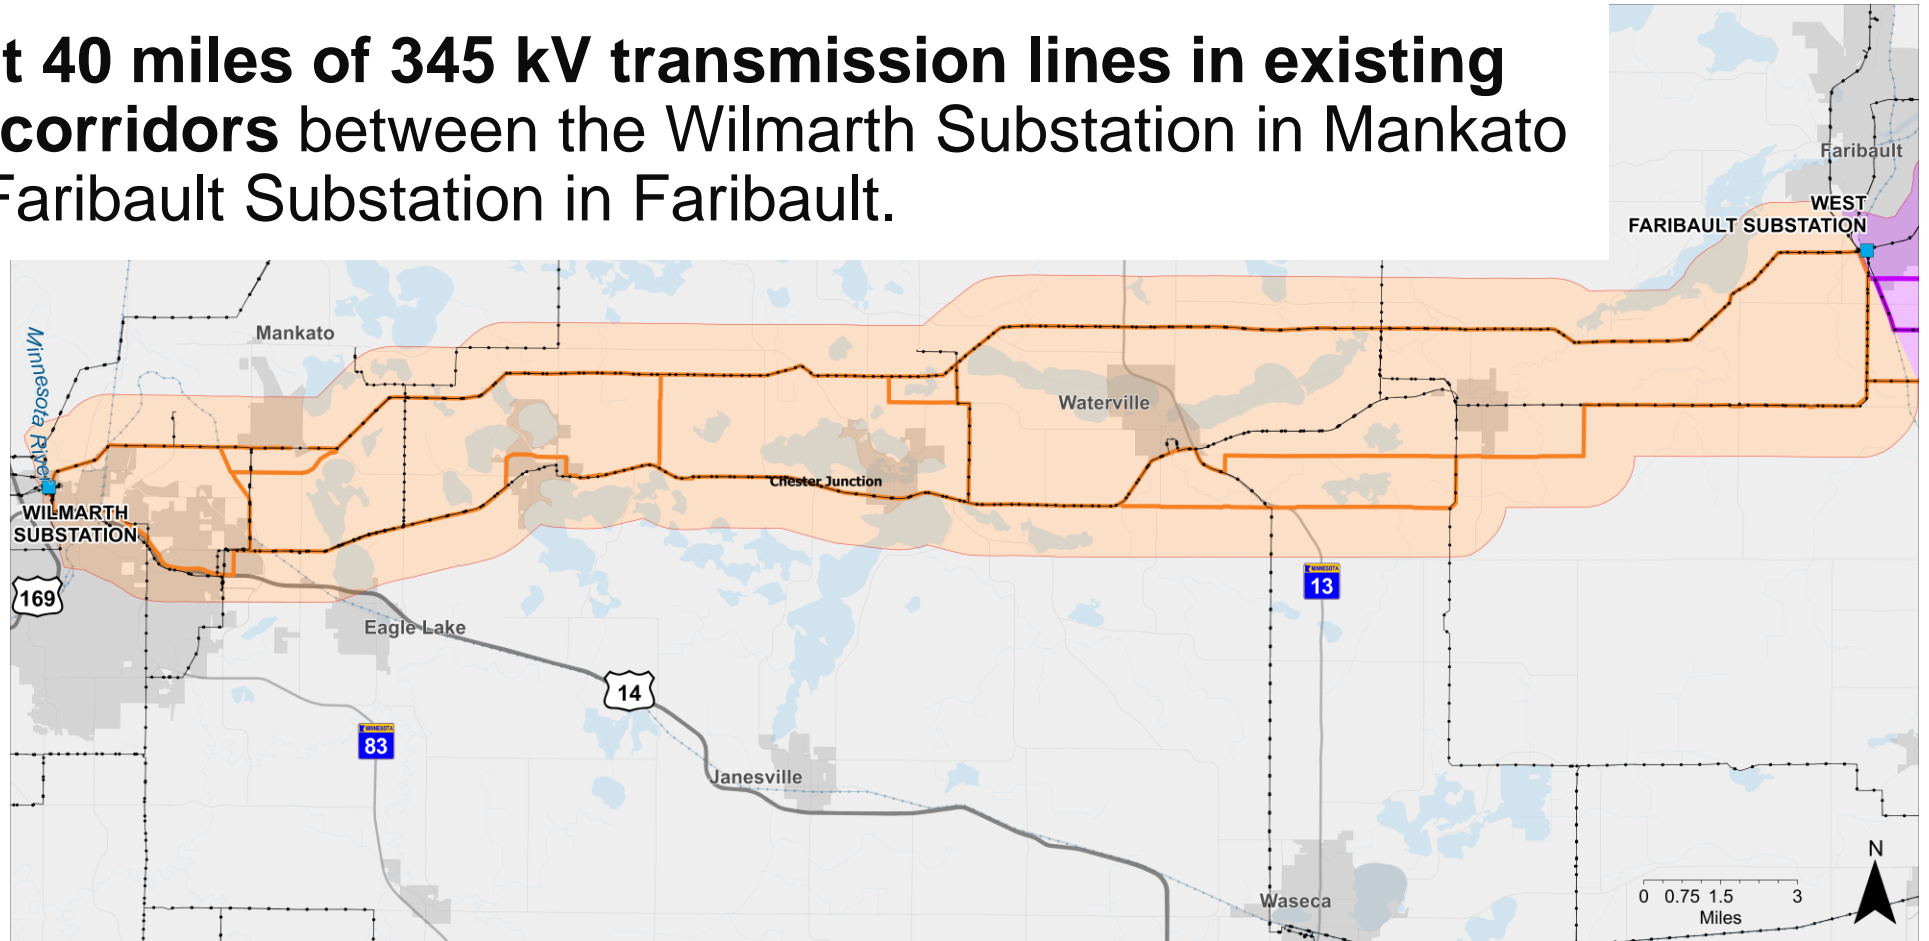 t 40 miles of 345 kV transmission lines in existing
corridors between the Wilmarth Substation in Mankato
Faribault Substation in Faribault.
Faribault
WEST
FARIBAULT SUBSTATION
Minnesota River
Mankato
Waterville
Chester Junction
WILMARTH
SUBSTATION
169
MINNESOTA
13
Eagle Lake
14
MINNESOTA
83
Janesville
Waseca
N
0 0.75 1.5 3
Miles